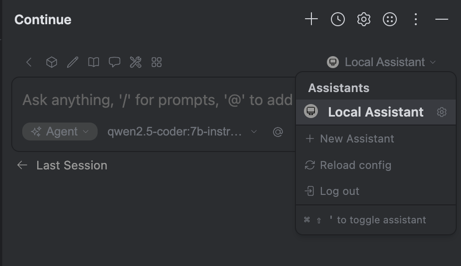 Continue
Local Assistant
Ask anything, '/' for prompts, '@' to add
Agent
qwen2.5-coder:7b-instr...
@
Last Session
Assistants
Local Assistant
New Assistant
Reload config
Log out
⌘ ⇧ ' to toggle assistant